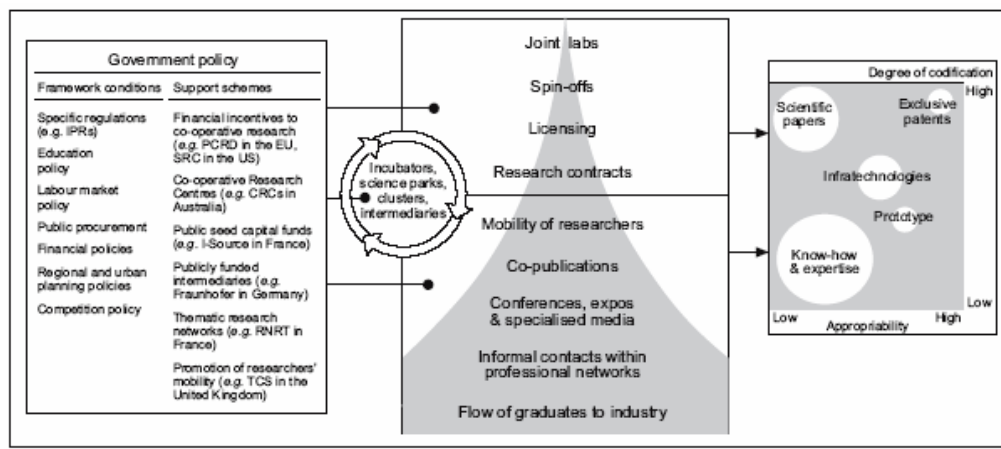 Government policy
Framework conditions
Specific regulations
(e.g. IPRs)
Education
policy
Labour market
policy
Public procurement
Financial policies
Regional and urban
planning policies
Competition policy
Support schemes
Financial incentives to
co-operative research
(e.g. PCRD in the EU,
SRC in the US)
Co-operative Research
Centres (e.g. CRCs in
Australia)
Public seed capital funds
(e.g. I-Source in France)
Publicly funded
intermediaries (e.g.
Fraunhofer in Germany)
Thematic research
networks (e.g. RNRT in
France)
Promotion of researchers'
mobility (e.g. TCS in the
United Kingdom)
Incubators,
science parks,
clusters,
intermediaries
Joint labs
Spin-offs
Licensing
Research contracts
Mobility of researchers
Co-publications
Conferences, expos
& specialised media
Informal contacts within
professional networks
Flow of graduates to industry
Degree of codification
High
Scientific
papers
Exclusive
patents
Infratechnologies
Prototype
Know-how
& expertise
Low
Low
High
Appropriability